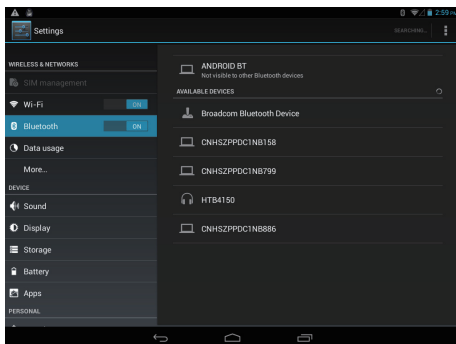 2:59 PM
Settings
SEARCHING...
WIRELESS & NETWORKS
SIM management
Wi-Fi ON
Bluetooth ON
Data usage
More...
DEVICE
Sound
Display
Storage
Battery
Apps
PERSONAL
ANDROID BT
Not visible to other Bluetooth devices
AVAILABLE DEVICES
Broadcom Bluetooth Device
CNHSZPPDC1NB158
CNHSZPPDC1NB799
HTB4150
CNHSZPPDC1NB886